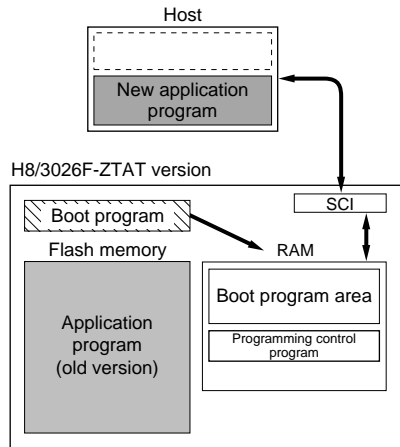 Host
New application
program
H8/3026F-ZTAT version
SCI
Boot program
Flash memory
RAM
Boot program area
Application
program
(old version)
Programming control
program